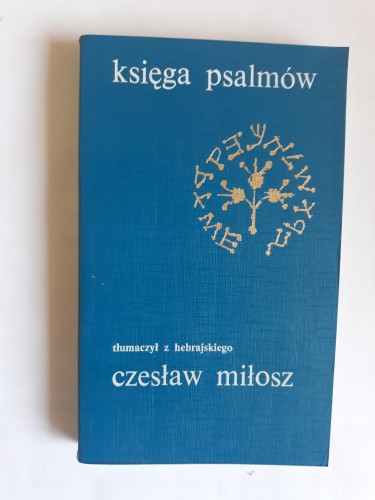 księga psalmów
tłumaczył z hebrajskiego
czesław miłosz